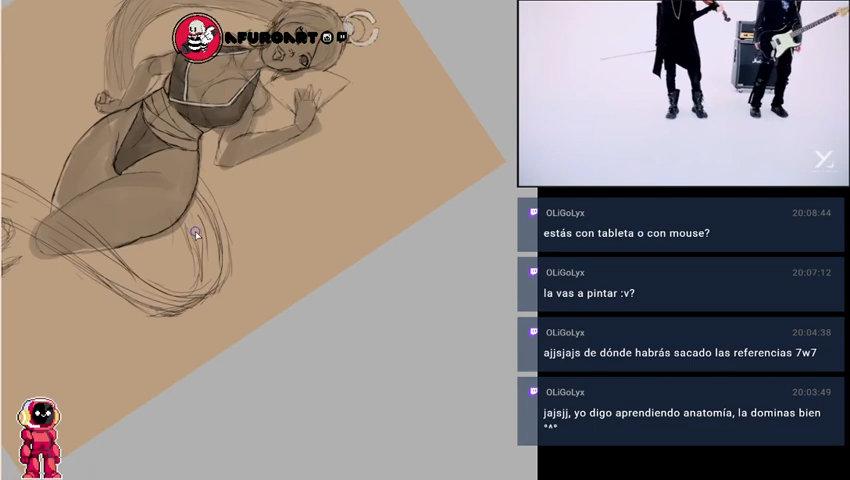 AFUROART
OLiGoLyx 20:08:44
estás con tableta o con mouse?
OLiGoLyx 20:07:12
la vas a pintar :v?
OLiGoLyx 20:04:38
ajjsjajs de dónde habrás sacado las referencias 7w7
OLiGoLyx 20:03:49
jajsjj, yo digo aprendiendo anatomía, la dominas bien
°^°